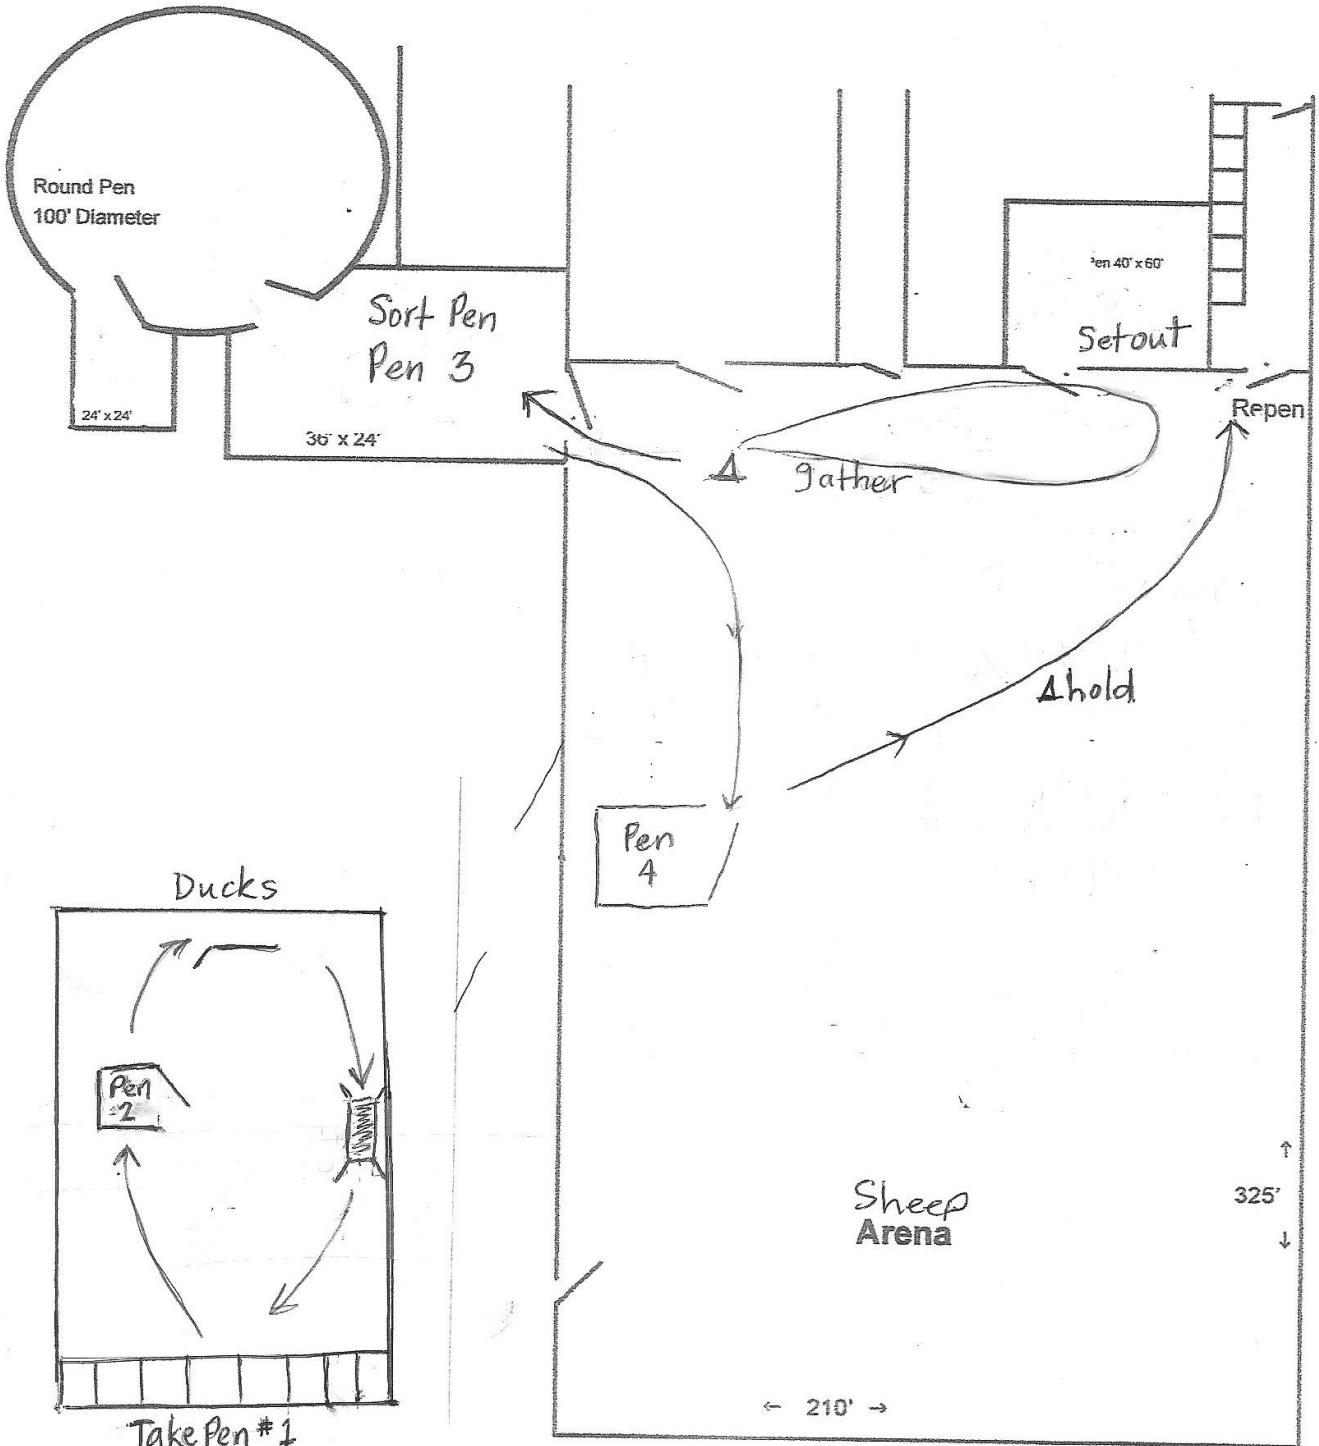 Round Pen
100' Diameter
Sort Pen
Pen 3
24' x 24'
36' x 24'
40' x 60'
Setout
Repen
gather
hold
Pen
4
Ducks
Pen
2
Sheep
Arena
325'
← 210' →
Take Pen #1